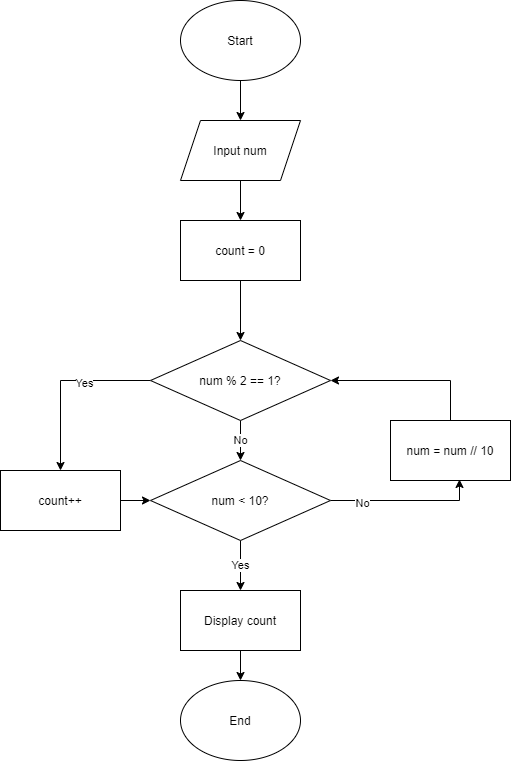 Start
Input num
count = 0
num % 2 == 1?
Yes
No
num = num // 10
count++
num < 10?
No
Yes
Display count
End